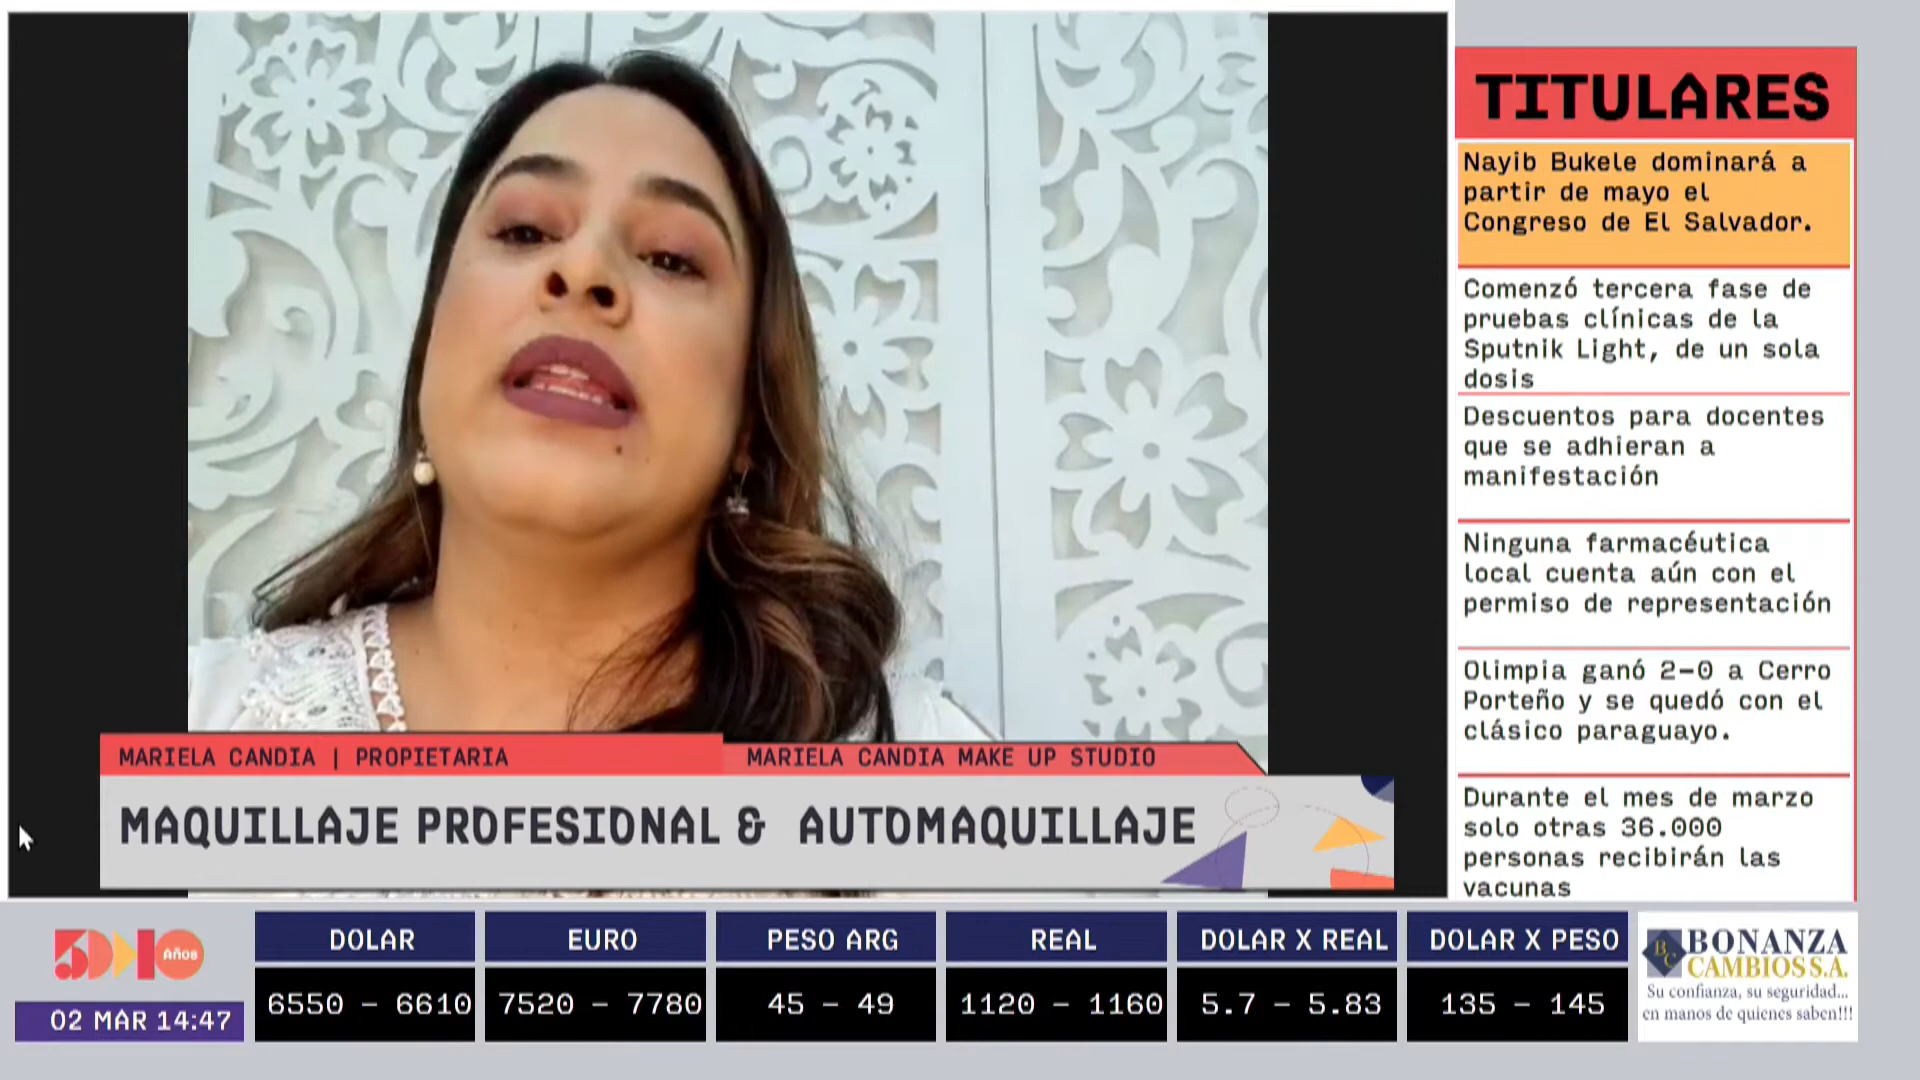 TITULARES
Nayib Bukele dominará a
partir de mayo el
Congreso de El Salvador.
Comenzó tercera fase de
pruebas clínicas de la
Sputnik Light, de un sola
dosis
Descuentos para docentes
que se adhieran a
manifestación
Ninguna farmacéutica
local cuenta aún con el
permiso de representación
Olimpia ganó 2-0 a Cerro
Porteño y se quedó con el
clásico paraguayo.
Durante el mes de marzo
solo otras 36.000
personas recibirán las
vacunas
MARIELA CANDIA | PROPIETARIA
MARIELA CANDIA MAKE UP STUDIO
MAQUILLAJE PROFESIONAL & AUTOMAQUILLAJE
Años
02 MAR 14:47
DOLAR
6550 - 6610
EURO
7520 - 7780
PESO ARG
45 - 49
REAL
1120 - 1160
DOLAR X REAL
5.7 - 5.83
DOLAR X PESO
135 - 145
BC
BONANZA
CAMBIOS S.A.
Su confianza, su seguridad...
en manos de quienes saben!!!